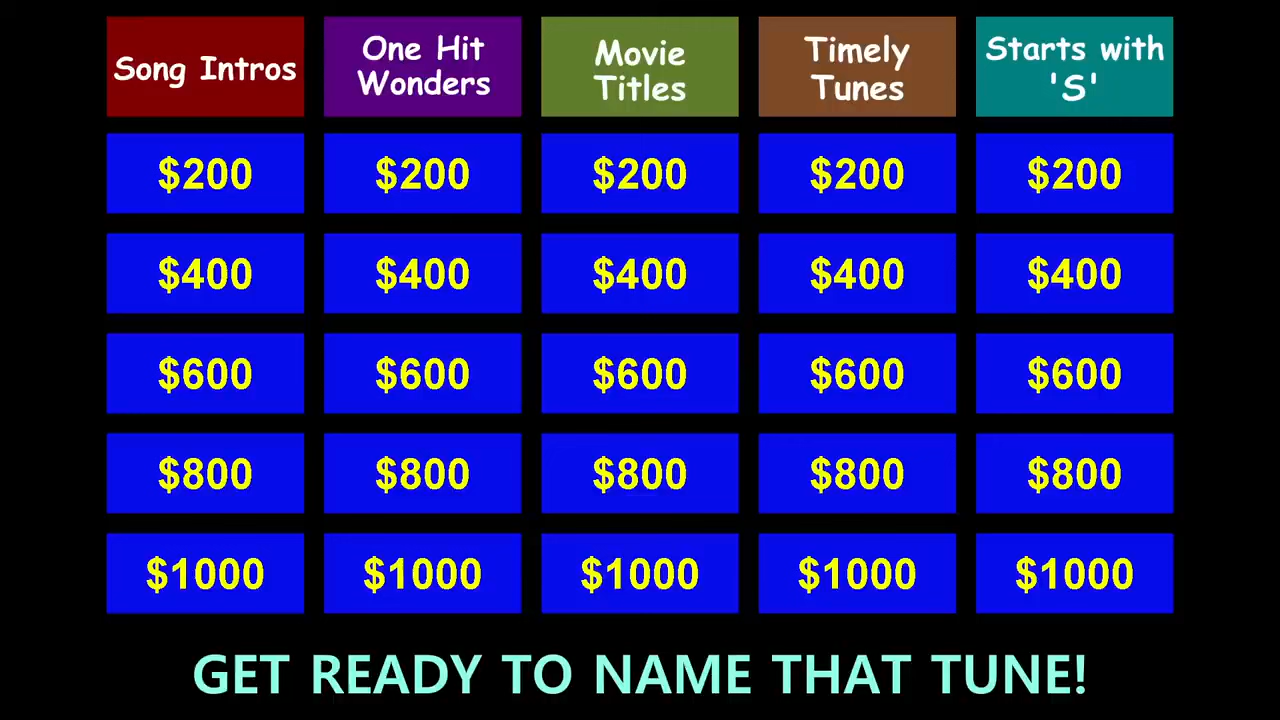 Song Intros
One Hit
Wonders
Movie
Titles
Timely
Tunes
Starts with
'S'
$200 $200 $200 $200 $200
$400 $400 $400 $400 $400
$600 $600 $600 $600 $600
$800 $800 $800 $800 $800
$1000 $1000 $1000 $1000 $1000
GET READY TO NAME THAT TUNE!